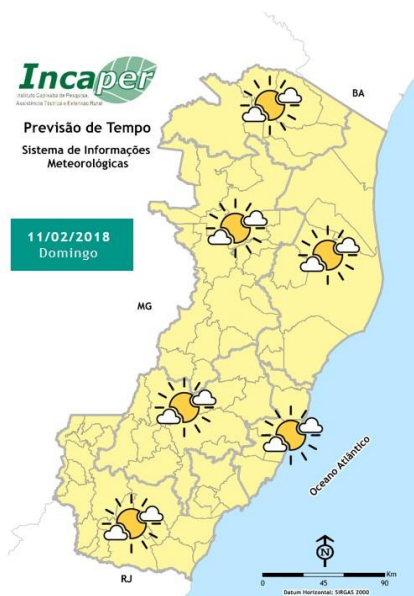 Incaper
Instituto Capixaba de Pesquisa,
Assistência Técnica e Extensão Rural
Previsão de Tempo
Sistema de Informações
Meteorológicas
11/02/2018
Domingo
BA
MG
RJ
Oceano Atlântico
N
Km
0 45 90
Datum Horizontal: SIRGAS 2000